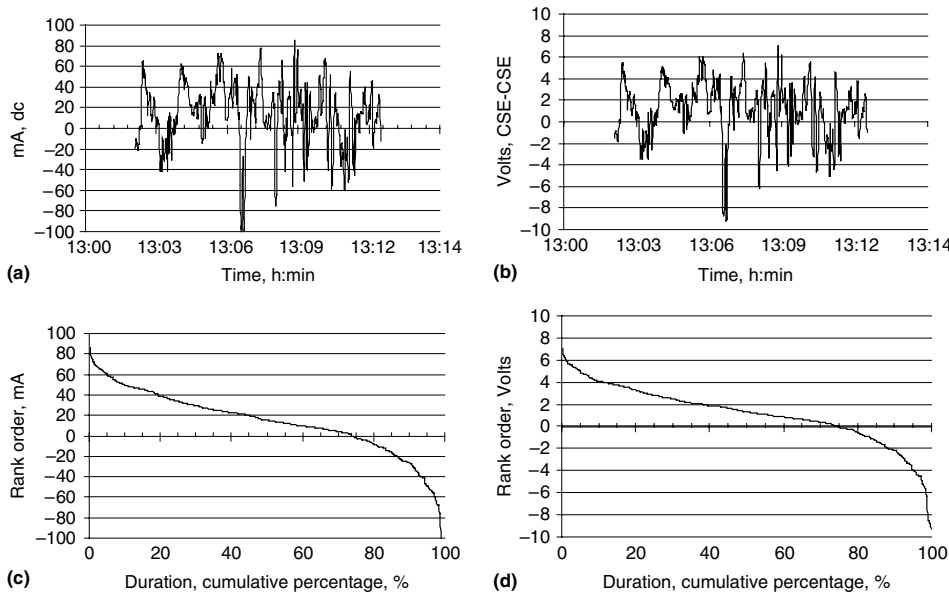 100
80
60
40
20
0
−20
−40
−60
−80
−100
mA, dc
13:00 13:03 13:06 13:09 13:12 13:14
Time, h:min
(a)
10
8
6
4
2
0
−2
−4
−6
−8
−10
Volts, CSE-CSE
13:00 13:03 13:06 13:09 13:12 13:14
Time, h:min
(b)
100
80
60
40
20
0
−20
−40
−60
−80
−100
Rank order, mA
0 20 40 60 80 100
Duration, cumulative percentage, %
(c)
10
8
6
4
2
0
−2
−4
−6
−8
−10
Rank order, Volts
0 20 40 60 80 100
Duration, cumulative percentage, %
(d)